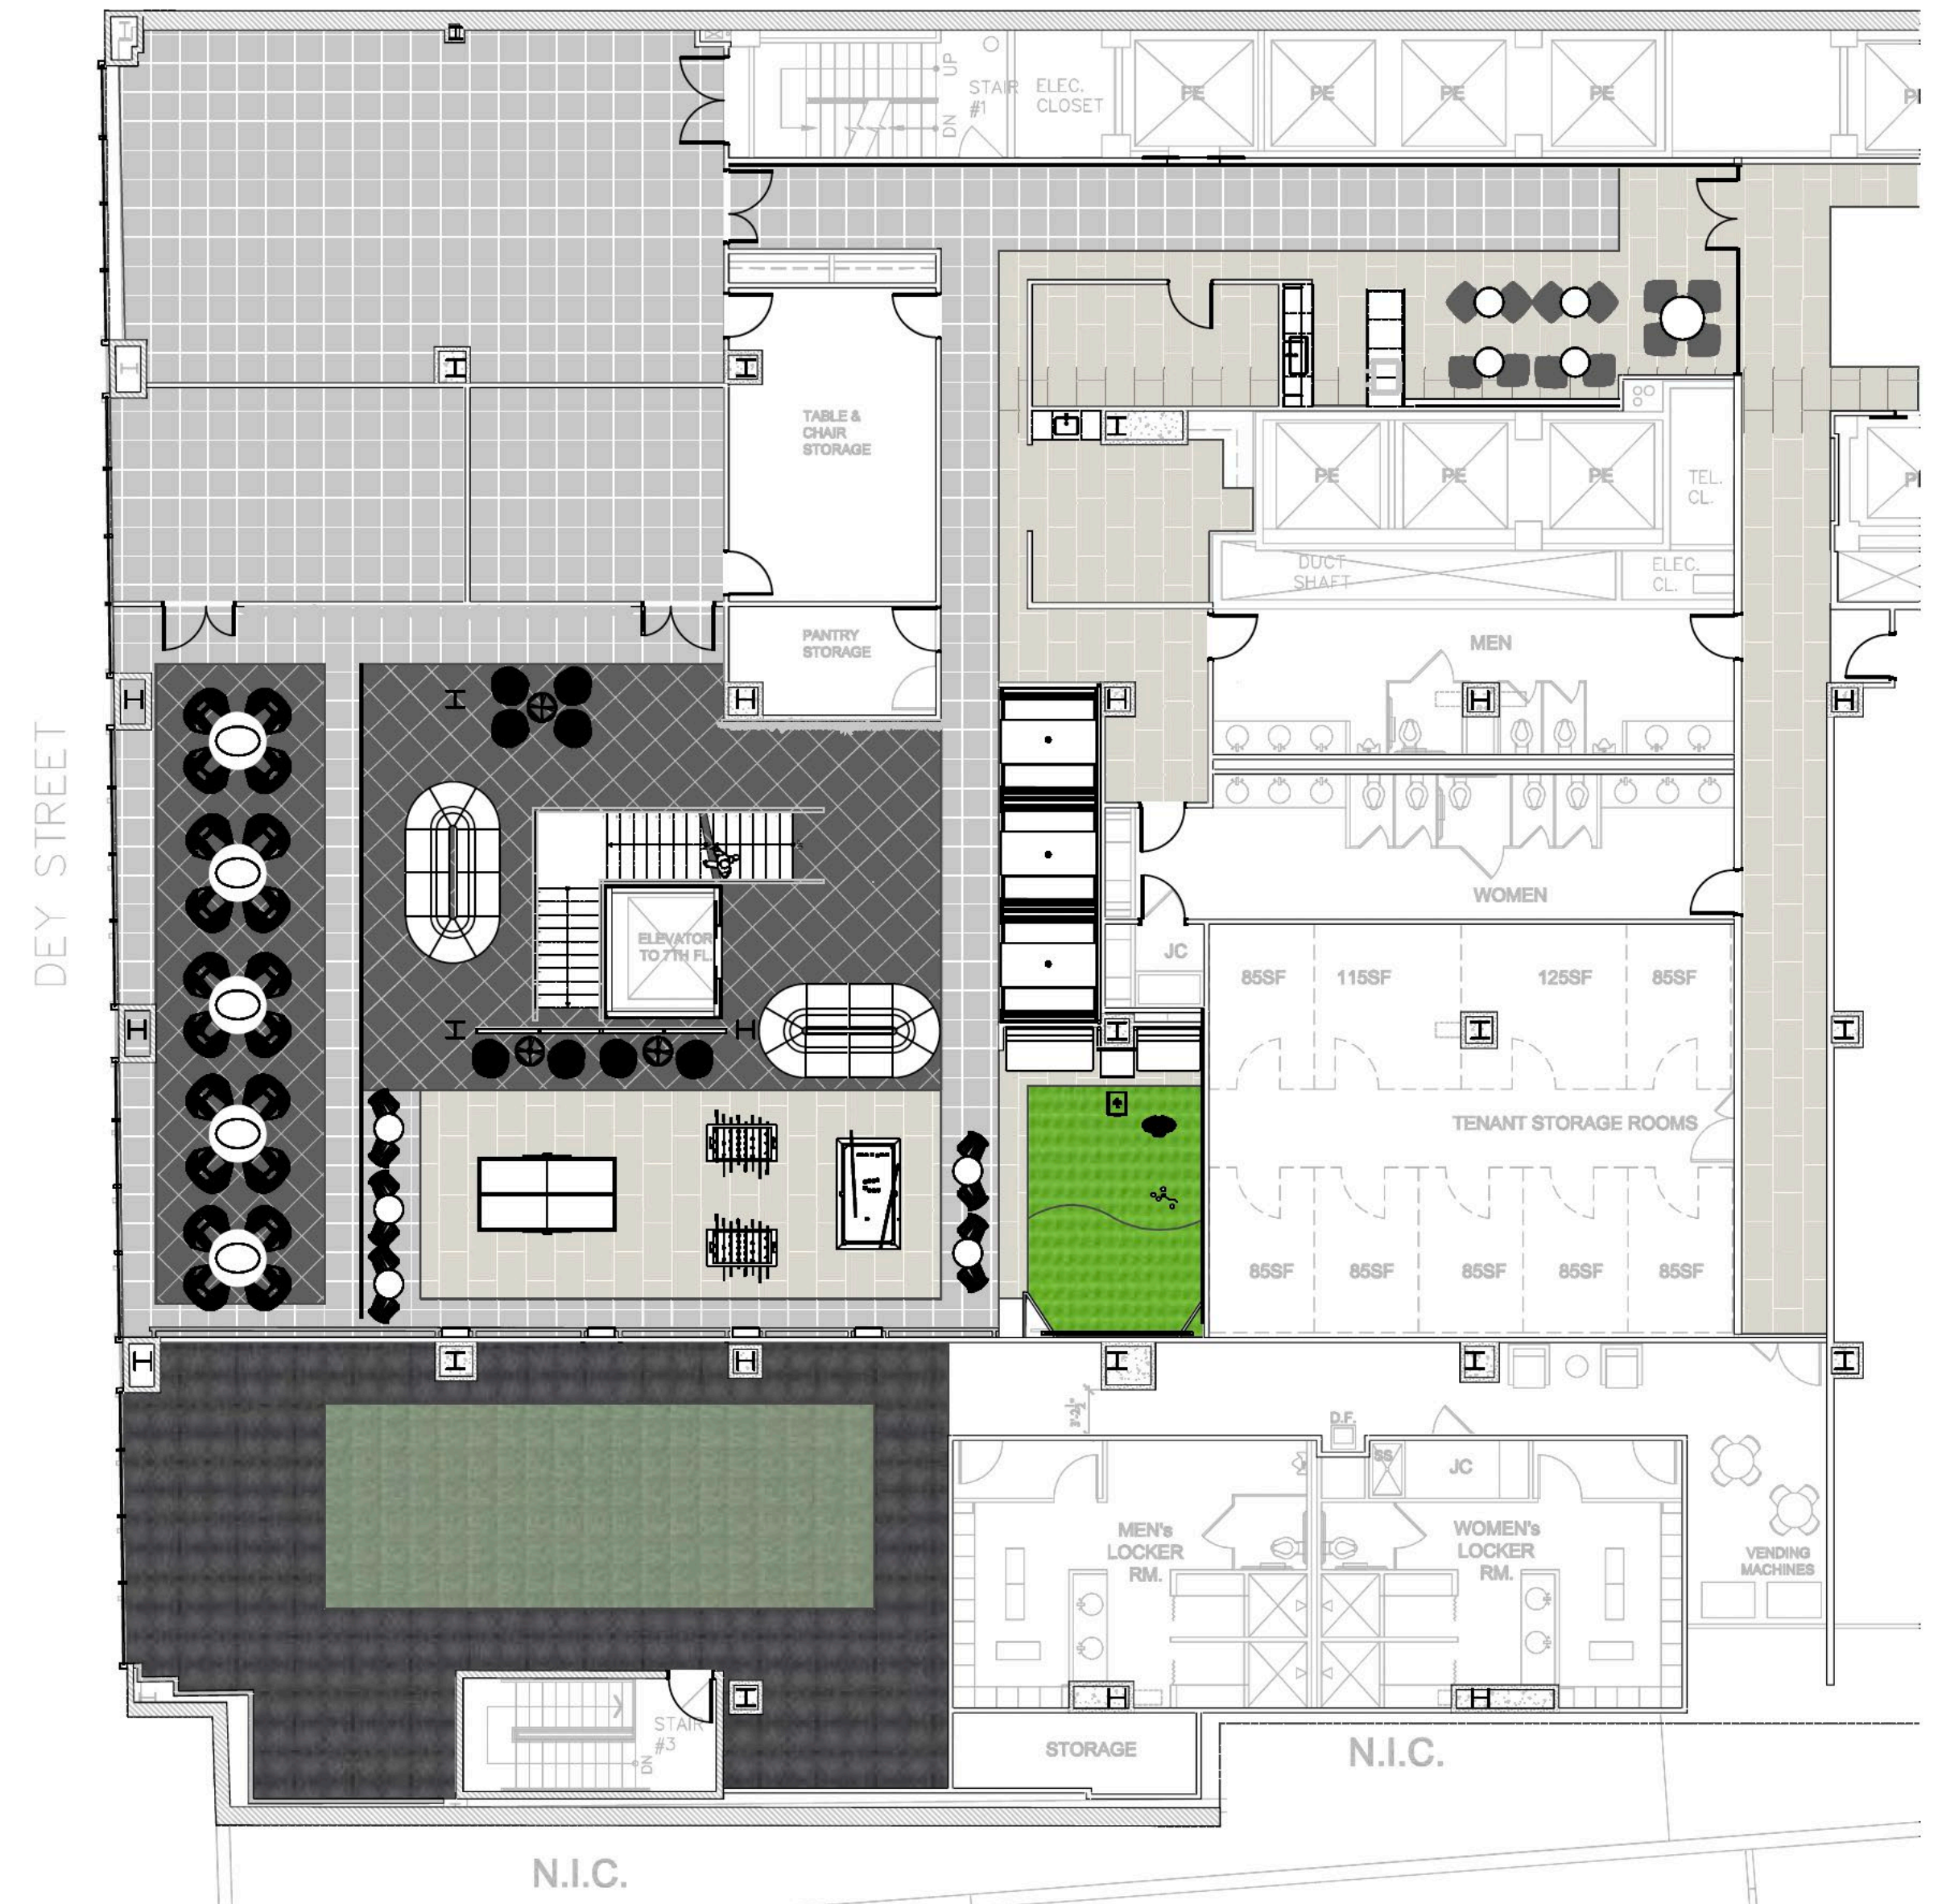 UP
STAIR
#1
DN
ELEC.
CLOSET
PE
PE
PE
PE
TABLE &
CHAIR
STORAGE
PE
PE
PE
TEL.
CL.
DUCT
SHAFT
ELEC.
CL.
PANTRY
STORAGE
MEN
DEY STREET
WOMEN
ELEVATOR
TO 7TH FL.
JC
85SF
115SF
125SF
85SF
TENANT STORAGE ROOMS
85SF
85SF
85SF
85SF
85SF
3'-2½"
D.F.
SS
JC
MEN's
LOCKER
RM.
WOMEN's
LOCKER
RM.
VENDING
MACHINES
STAIR
#3
DN
STORAGE
N.I.C.
N.I.C.